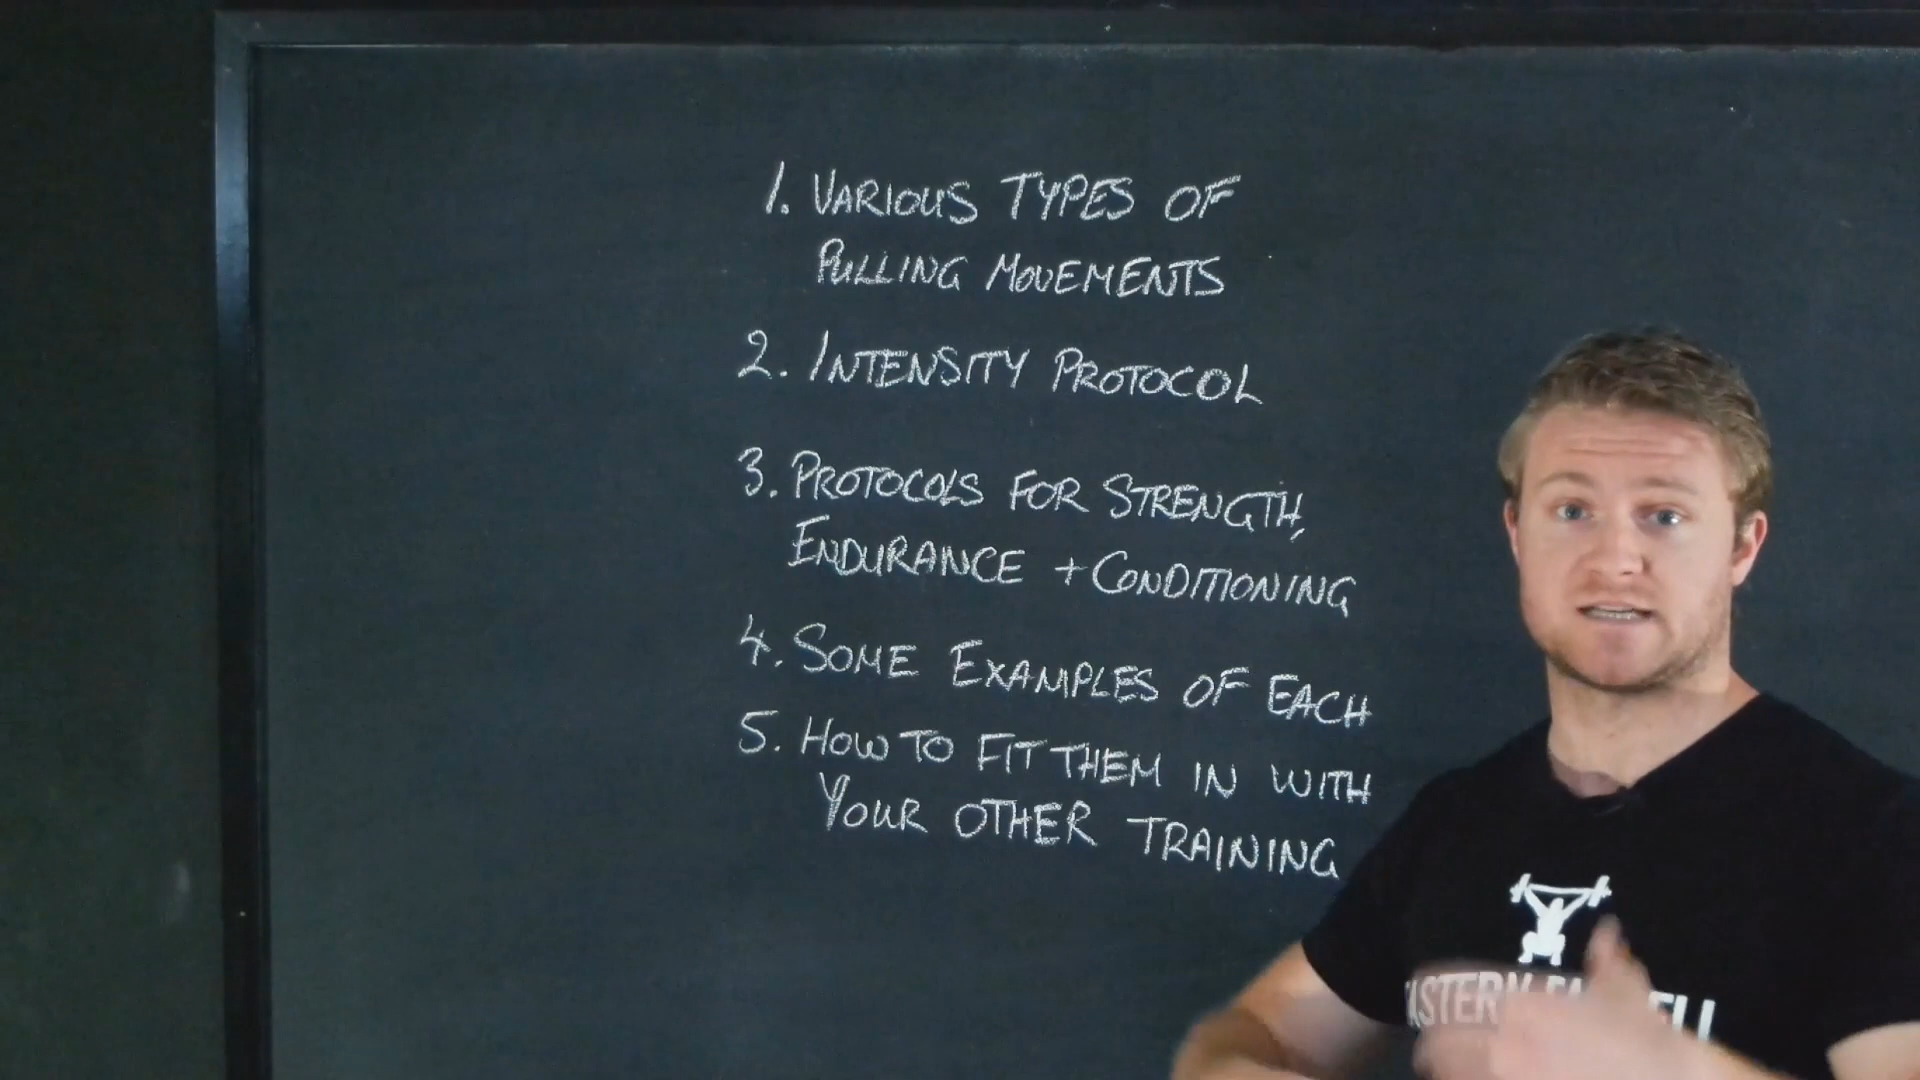 1. VARIOUS TYPES OF
PULLING MOVEMENTS
2. INTENSITY PROTOCOL
3. PROTOCOLS FOR STRENGTH,
ENDURANCE + CONDITIONING
4. SOME EXAMPLES OF EACH
5. HOW TO FIT THEM IN WITH
YOUR OTHER TRAINING